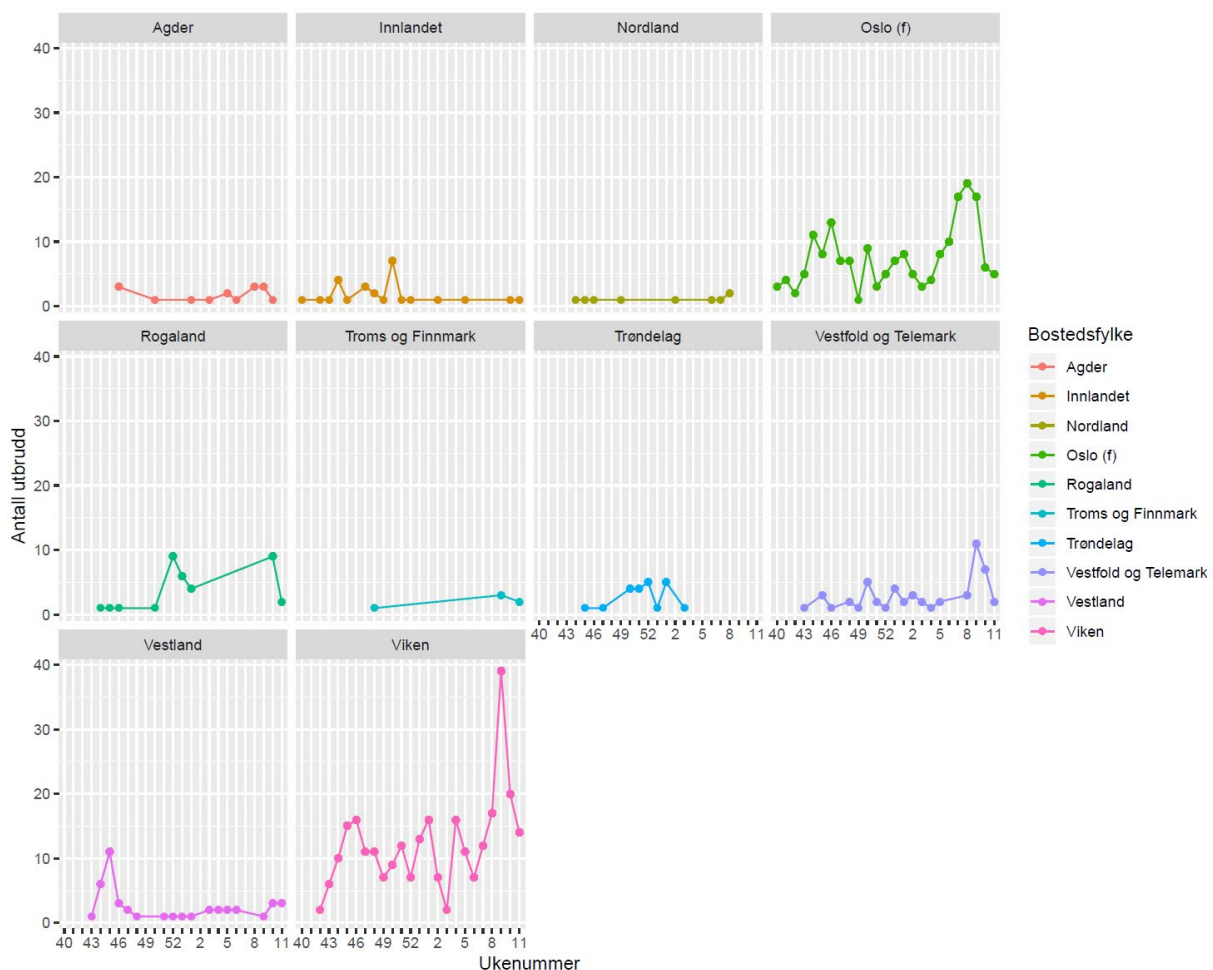 Agder Innlandet Nordland Oslo (f)
40
30
20
10
0
Rogaland Troms og Finnmark Trøndelag Vestfold og Telemark
40
30
20
10
0
40 43 46 49 52 2 5 8 11 40 43 46 49 52 2 5 8 11
Vestland Viken
40
30
20
10
0
40 43 46 49 52 2 5 8 11 40 43 46 49 52 2 5 8 11
Antall utbrudd
Ukenummer
Bostedsfylke
Agder
Innlandet
Nordland
Oslo (f)
Rogaland
Troms og Finnmark
Trøndelag
Vestfold og Telemark
Vestland
Viken